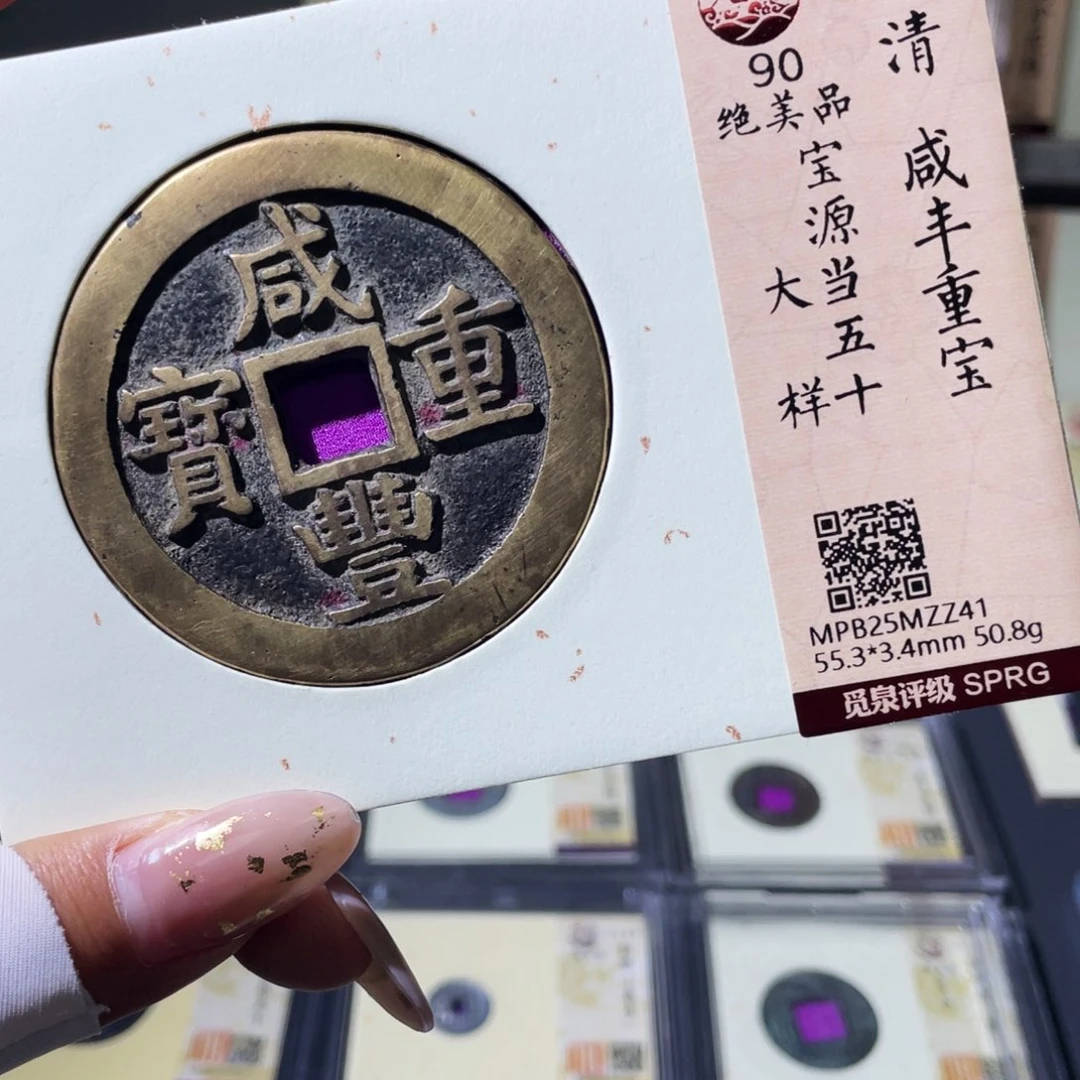 咸豐重寶
清 咸丰重宝
90
绝美品
宝源当五十
大样
MPB25MZZ41
55.3*3.4mm 50.8g
觅泉评级 SPRG